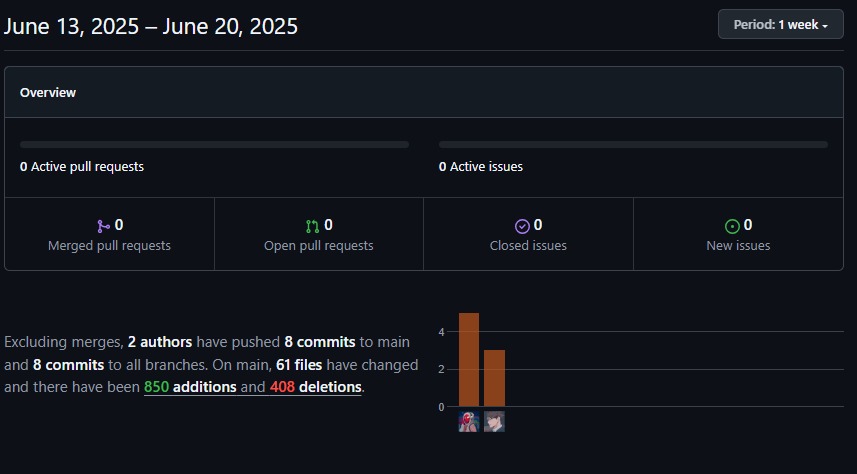 June 13, 2025 – June 20, 2025
Period: 1 week
Overview
0 Active pull requests
0 Active issues
0
Merged pull requests
0
Open pull requests
0
Closed issues
0
New issues
Excluding merges, 2 authors have pushed 8 commits to main
and 8 commits to all branches. On main, 61 files have changed
and there have been 850 additions and 408 deletions.
4
2
0